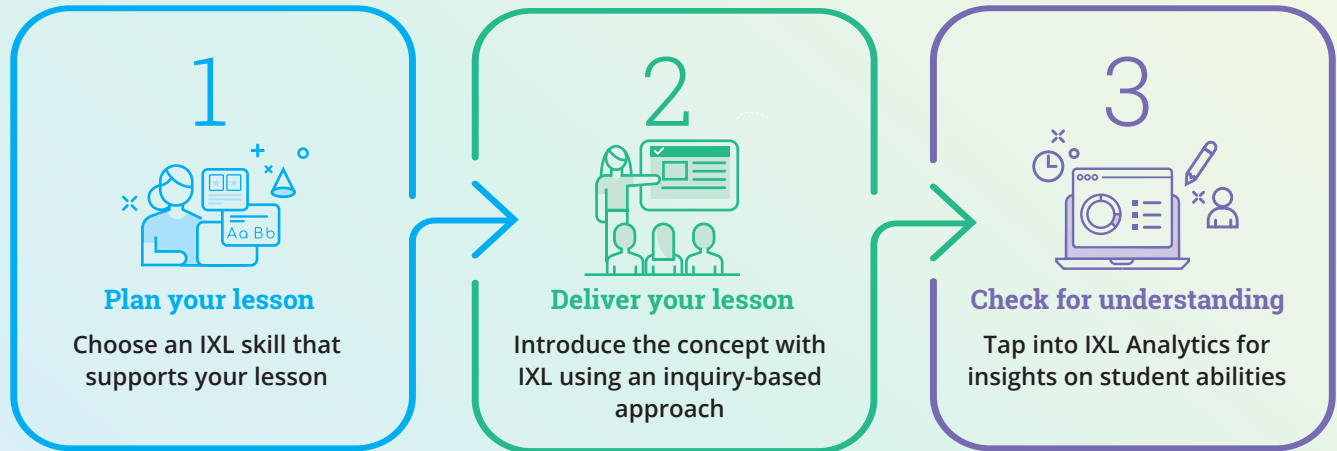 1
Aa Bb
Plan your lesson
Choose an IXL skill that
supports your lesson
2
Deliver your lesson
Introduce the concept with
IXL using an inquiry-based
approach
3
Check for understanding
Tap into IXL Analytics for
insights on student abilities